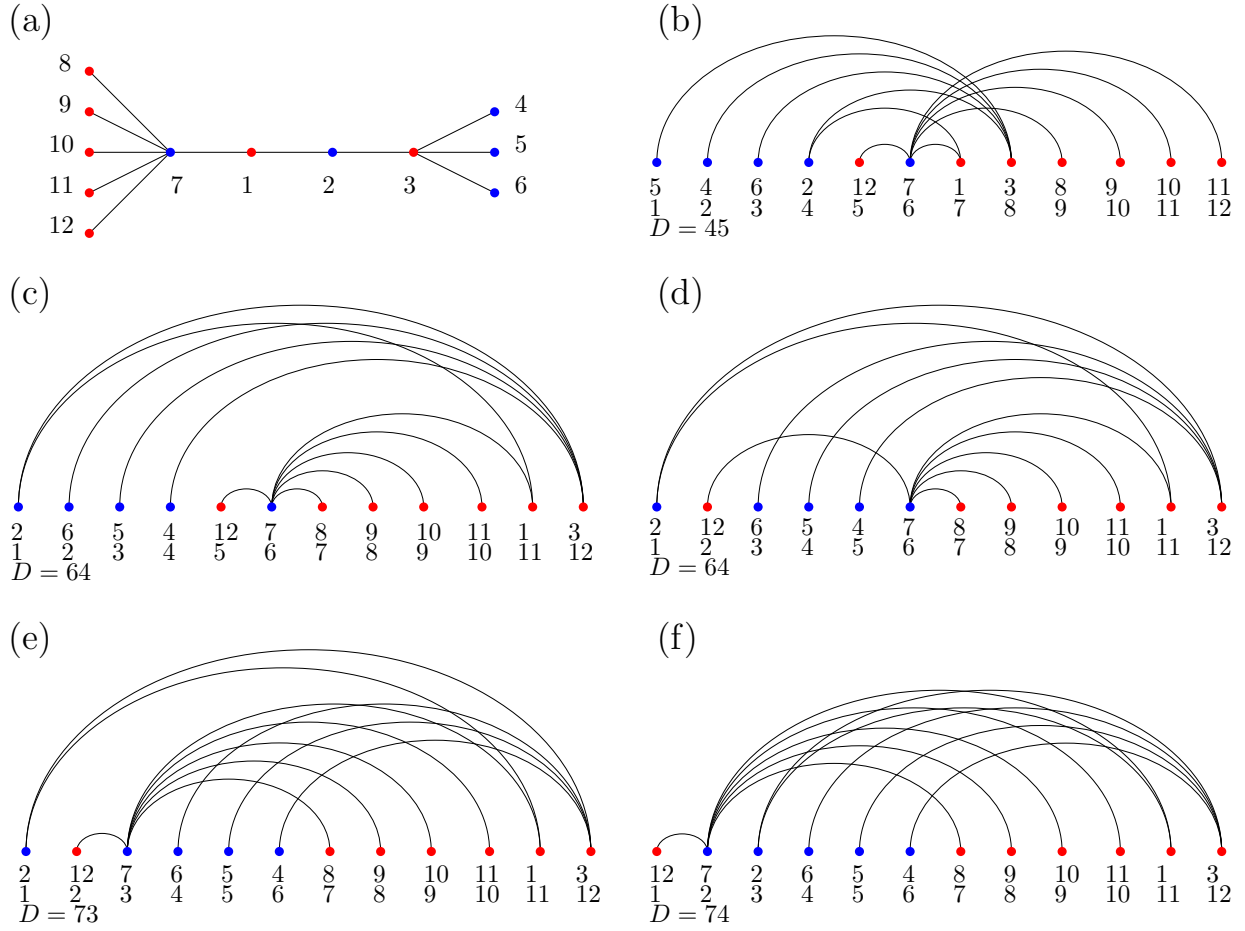 (a)
8
9
10
11
12
7 1 2 3
4
5
6
(b)
5 4 6 2 12 7 1 3 8 9 10 11
1 2 3 4 5 6 7 8 9 10 11 12
D = 45
(c)
2 6 5 4 12 7 8 9 10 11 1 3
1 2 3 4 5 6 7 8 9 10 11 12
D = 64
(d)
2 12 6 5 4 7 8 9 10 11 1 3
1 2 3 4 5 6 7 8 9 10 11 12
D = 64
(e)
2 12 7 6 5 4 8 9 10 11 1 3
1 2 3 4 5 6 7 8 9 10 11 12
D = 73
(f)
12 7 2 6 5 4 8 9 10 11 1 3
1 2 3 4 5 6 7 8 9 10 11 12
D = 74